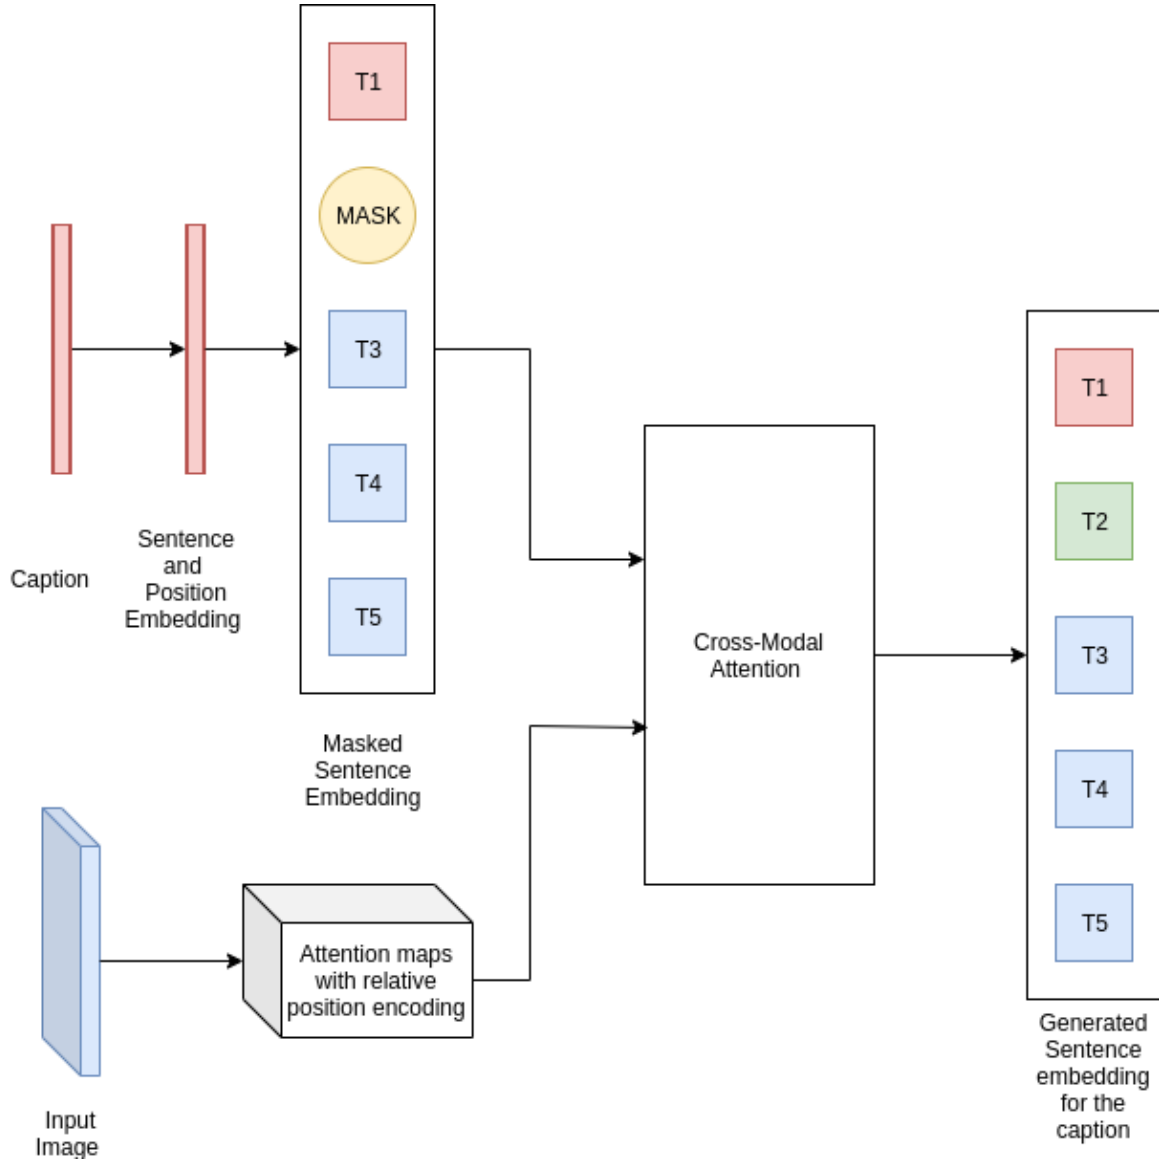 T1
MASK
T3
T4
T5
Caption
Sentence
and
Position
Embedding
Masked
Sentence
Embedding
Input
Image
Attention maps
with relative
position encoding
Cross-Modal
Attention
T1
T2
T3
T4
T5
Generated
Sentence
embedding
for the
caption